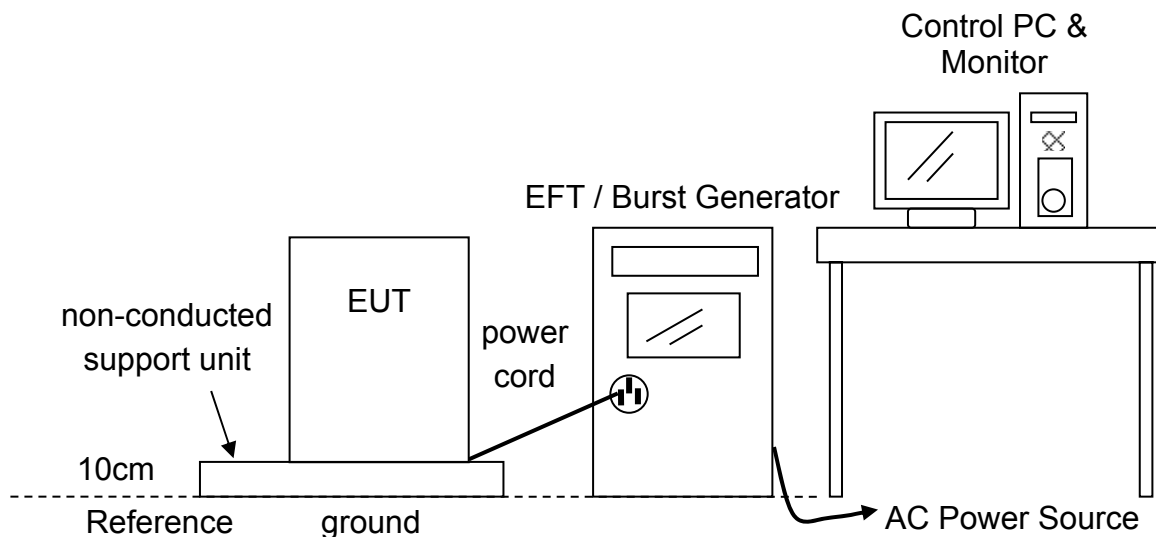 Control PC &
Monitor
EFT / Burst Generator
EUT
non-conducted
support unit
power
cord
10cm
Reference ground
AC Power Source